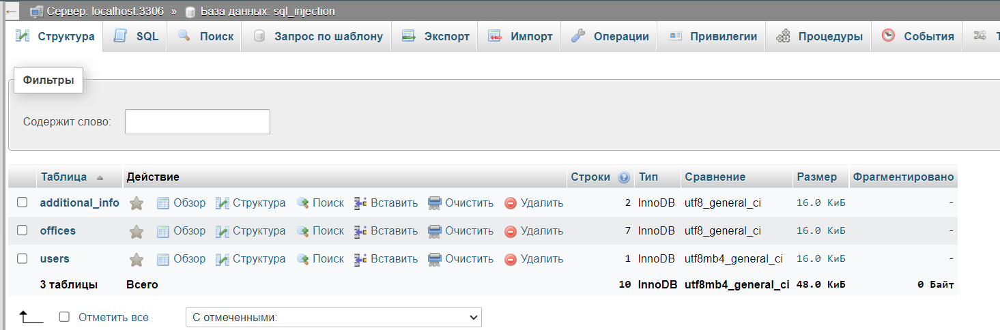 Сервер: localhost:3306 » База данных: sql_injection
Структура SQL Поиск Запрос по шаблону Экспорт Импорт Операции Привилегии Процедуры События
Фильтры
Содержит слово:
Таблица Действие Строки Тип Сравнение Размер Фрагментировано
additional_info Обзор Структура Поиск Вставить Очистить Удалить 2 InnoDB utf8_general_ci 16.0 КиБ -
offices Обзор Структура Поиск Вставить Очистить Удалить 7 InnoDB utf8_general_ci 16.0 КиБ -
users Обзор Структура Поиск Вставить Очистить Удалить 1 InnoDB utf8mb4_general_ci 16.0 КиБ -
3 таблицы Всего 10 InnoDB utf8mb4_general_ci 48.0 КиБ 0 Байт
Отметить все С отмеченными: